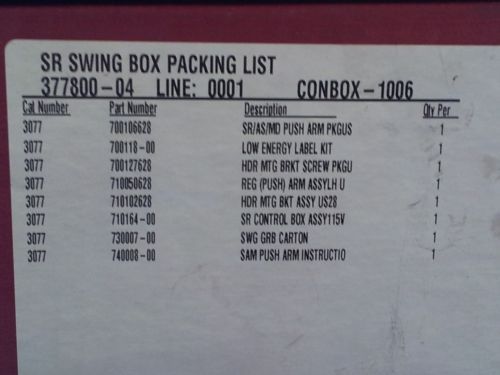 SR SWING BOX PACKING LIST
377800-04 LINE: 0001 CONBOX-1006
Cat Number Part Number Description Qty Per
3077 700106628 SR/AS/MD PUSH ARM PKGUS 1
3077 700118-00 LOW ENERGY LABEL KIT 1
3077 700127628 HDR MTG BRKT SCREW PKGU 1
3077 710050628 REG (PUSH) ARM ASSYLH U 1
3077 710102628 HDR MTG BKT ASSY US28 1
3077 710164-00 SR CONTROL BOX ASSY115V 1
3077 730007-00 SWG GRB CARTON 1
3077 740008-00 SAM PUSH ARM INSTRUCTIO 1